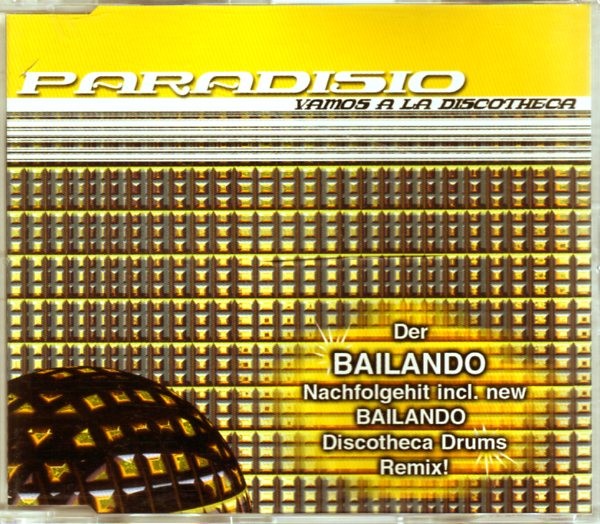 PARADISIO
VAMOS A LA DISCOTHECA
Der
BAILANDO
Nachfolgehit incl. new
BAILANDO
Discotheca Drums
Remix!